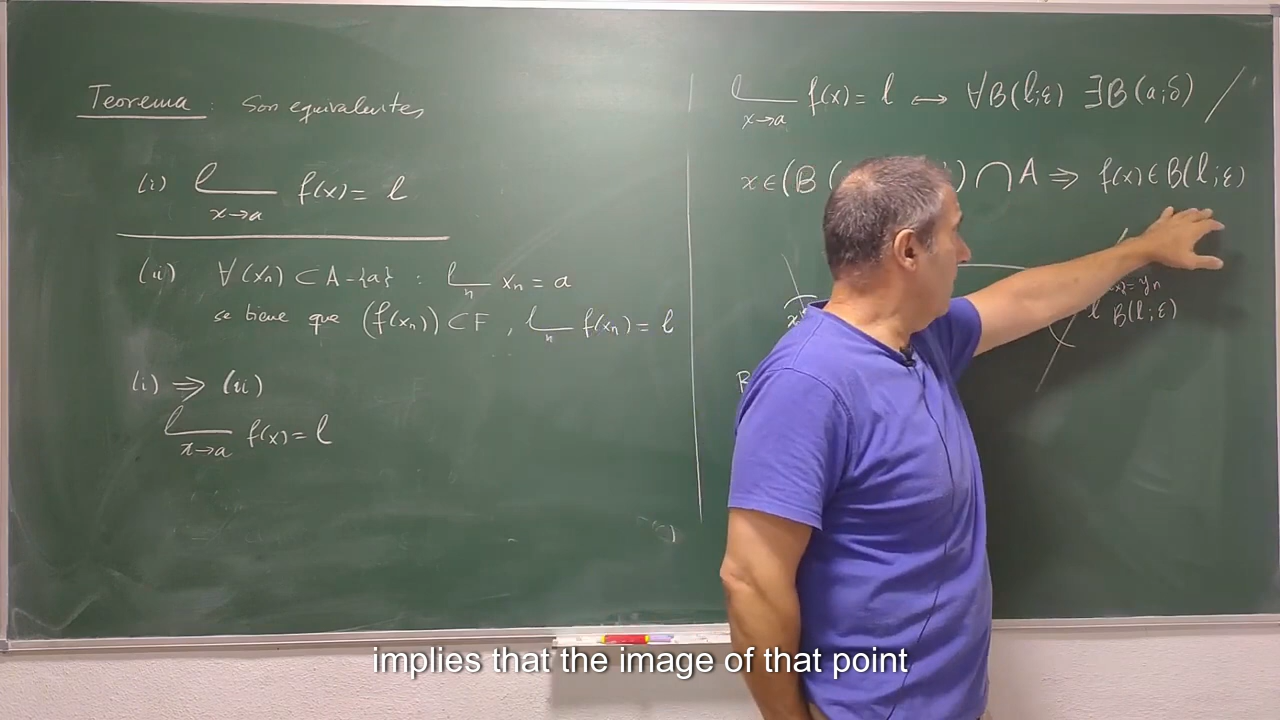 Teorema : Son equivalentes
(i) l f(x) = l
x→a
(ii) ∀(xn) ⊂ A-{a} : l xn = a
n
se tiene que (f(xn)) ⊂ F , l f(xn) = l
n
(i) ⇒ (ii)
l f(x) = l
x→a
l f(x) = l ↔ ∀B(l;ε) ∃B(a;δ) /
x→a
x ∈ (B ( ) ∩ A ⇒ f(x) ∈ B(l;ε)
= yn
l B(l;ε)
implies that the image of that point